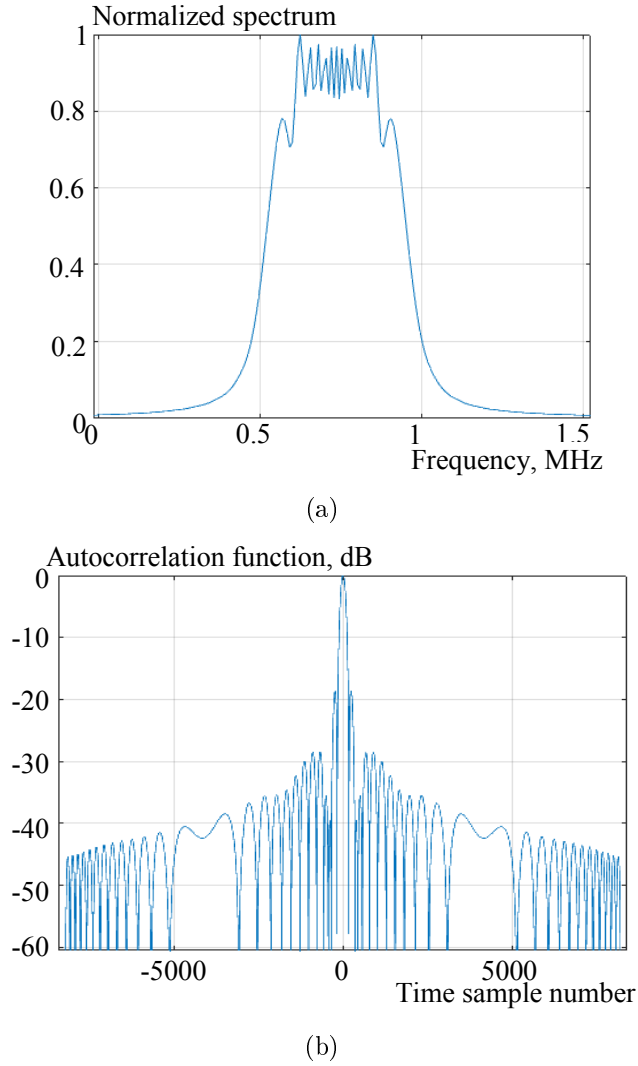 Normalized spectrum
1
0.8
0.6
0.4
0.2
0
0 0.5 1 1.5
Frequency, MHz
(a)
Autocorrelation function, dB
0
-10
-20
-30
-40
-50
-60
-5000 0 5000
Time sample number
(b)